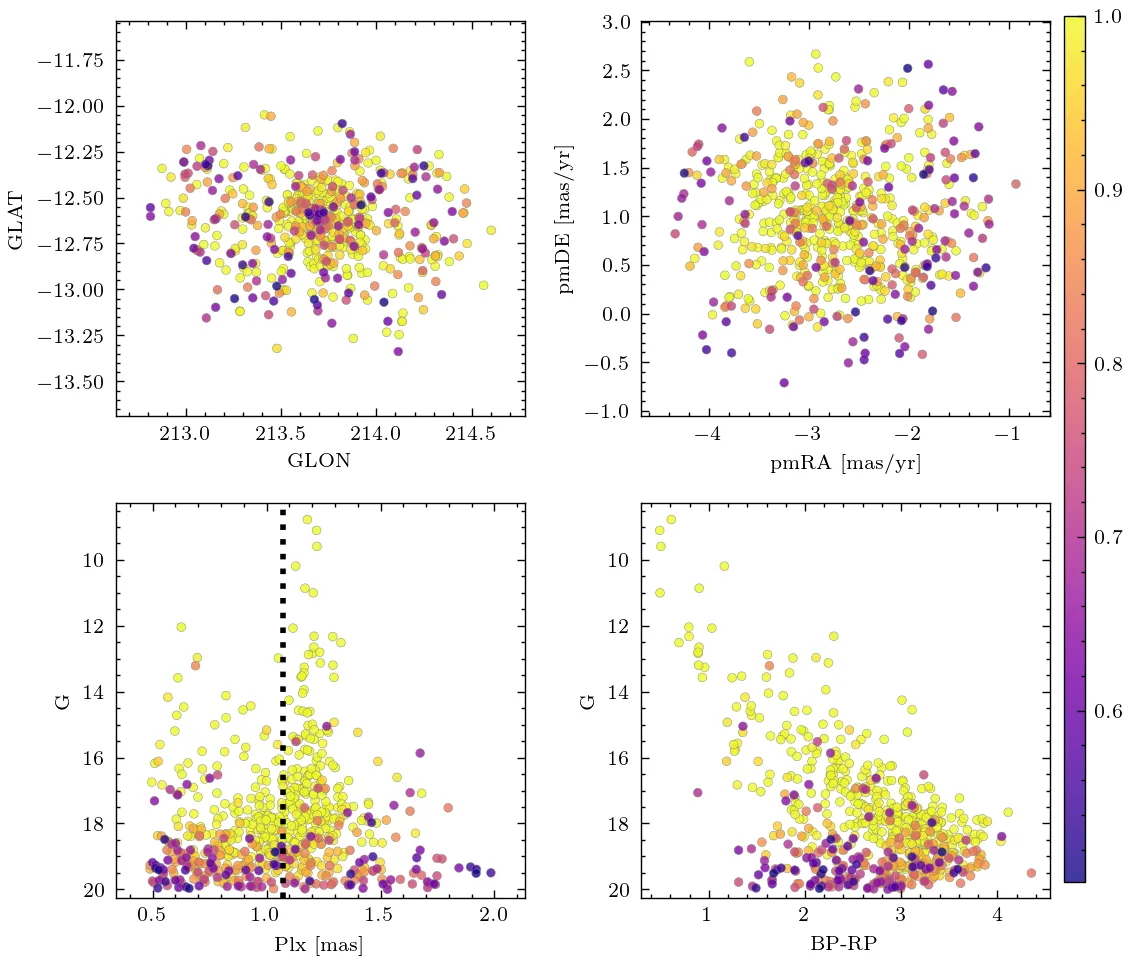 −11.75
−12.00
−12.25
−12.50
−12.75
−13.00
−13.25
−13.50
GLAT
213.0 213.5 214.0 214.5
GLON
3.0
2.5
2.0
1.5
1.0
0.5
0.0
−0.5
−1.0
pmDE [mas/yr]
−4 −3 −2 −1
pmRA [mas/yr]
1.0
0.9
0.8
0.7
0.6
10
12
14
16
18
20
G
0.5 1.0 1.5 2.0
Plx [mas]
10
12
14
16
18
20
G
1 2 3 4
BP-RP